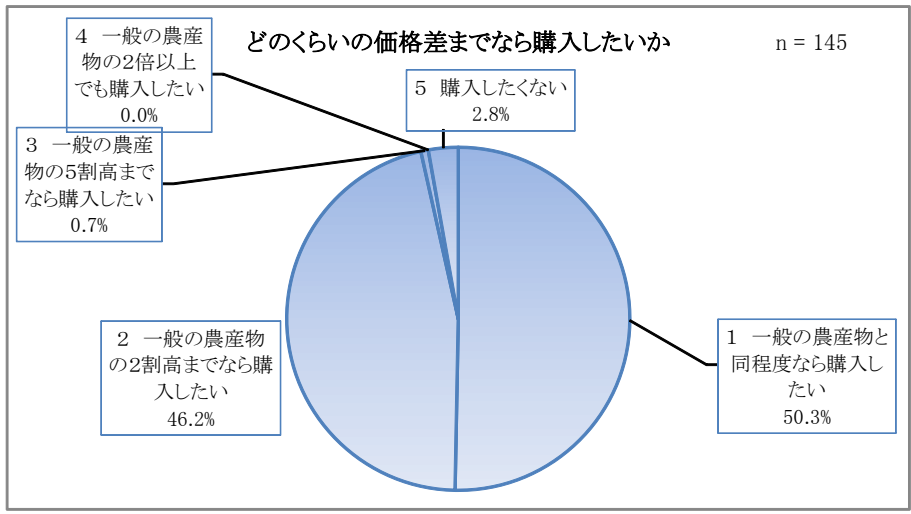 どのくらいの価格差までなら購入したいか
n = 145
4 一般の農産
物の2倍以上
でも購入したい
0.0%
5 購入したくない
2.8%
3 一般の農産
物の5割高まで
なら購入したい
0.7%
2 一般の農産物
の2割高までなら購
入したい
46.2%
1 一般の農産物と
同程度なら購入し
たい
50.3%